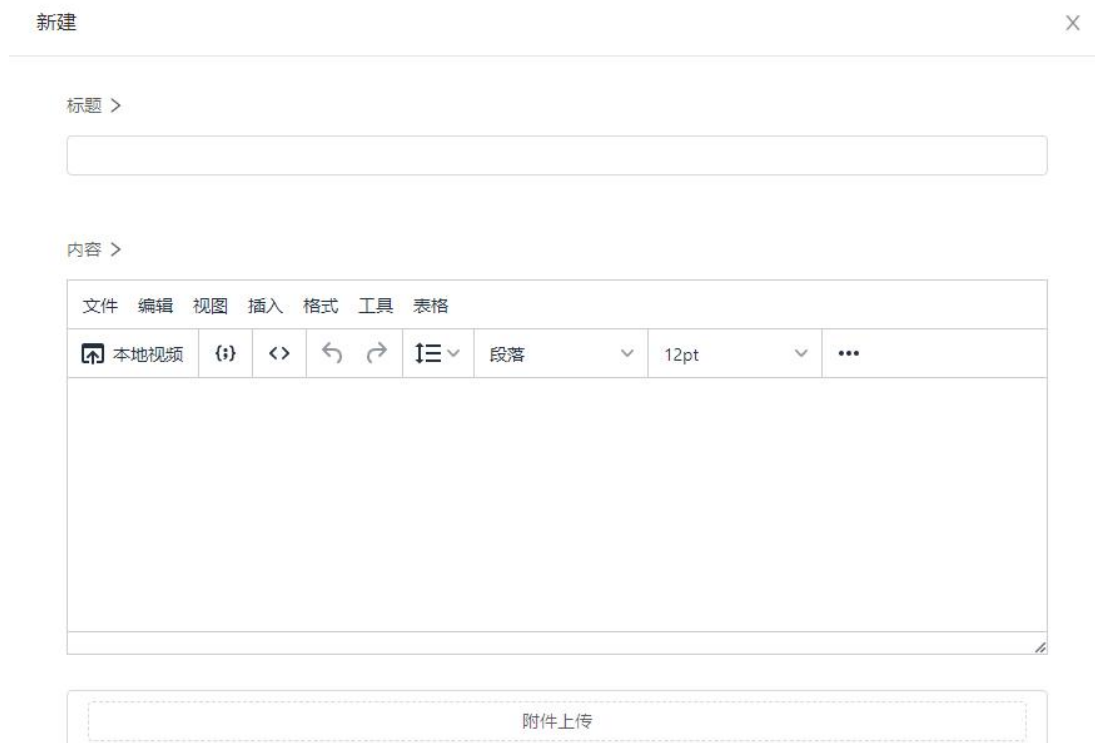 新建
标题
内容
文件 编辑 视图 插入 格式 工具 表格
本地视频 {;} <> 段落 12pt •••
附件上传